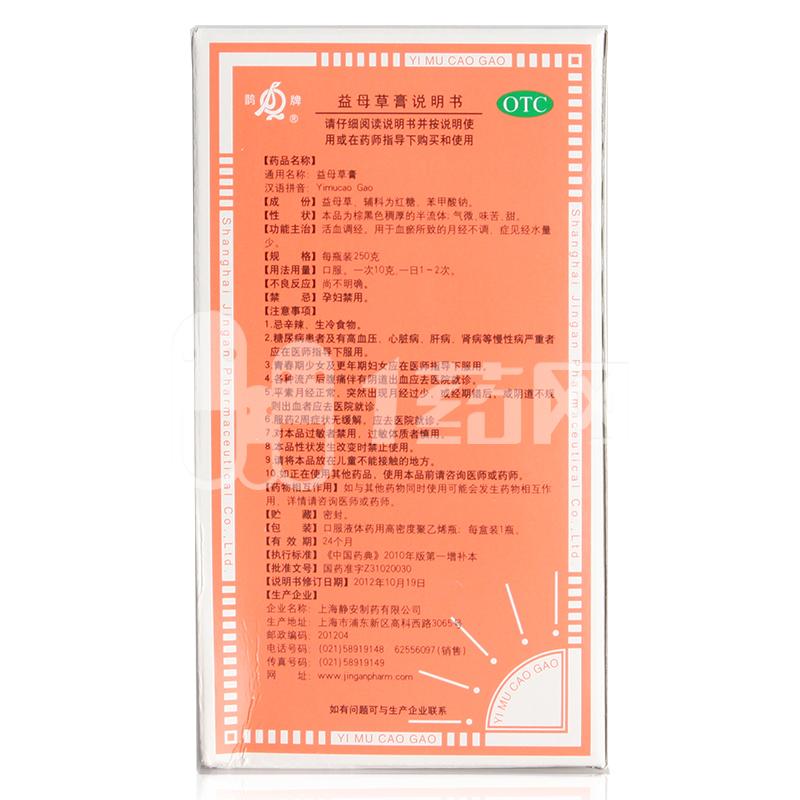 YI MU CAO GAO
鹊 牌
®
益母草膏说明书
OTC
请仔细阅读说明书并按说明使
用或在药师指导下购买和使用
【药品名称】
通用名称：益母草膏
汉语拼音：Yimucao Gao
【成　份】益母草、辅料为红糖、苯甲酸钠。
【性　状】本品为棕黑色稠厚的半流体；气微、味苦、甜。
【功能主治】活血调经。用于血瘀所致的月经不调，症见经水量
少。
【规　格】每瓶装250克
【用法用量】口服。一次10克，一日1～2次。
【不良反应】尚不明确。
【禁　忌】孕妇禁用。
【注意事项】
1.忌辛辣、生冷食物。
2.糖尿病患者及有高血压、心脏病、肝病、肾病等慢性病严重者
应在医师指导下服用。
3.青春期少女及更年期妇女应在医师指导下服用。
4.各种流产后腹痛伴有阴道出血应去医院就诊。
5.平素月经正常，突然出现月经过少，或经期错后，或阴道不规
则出血者应去医院就诊。
6.服药2周症状无缓解，应去医院就诊。
7.对本品过敏者禁用，过敏体质者慎用。
8.本品性状发生改变时禁止使用。
9.请将本品放在儿童不能接触的地方。
10.如正在使用其他药品，使用本品前请咨询医师或药师。
【药物相互作用】如与其他药物同时使用可能会发生药物相互作
用，详情请咨询医师或药师。
【贮　藏】密封。
【包　装】口服液体药用高密度聚乙烯瓶；每盒装1瓶。
【有 效 期】24个月
【执行标准】《中国药典》2010年版第一增补本
【批准文号】国药准字Z31020030
【说明书修订日期】2012年10月19日
【生产企业】
企业名称：上海静安制药有限公司
生产地址：上海市浦东新区高科西路3065号
邮政编码：201204
电话号码：(021)58919148　62556097(销售)
传真号码：(021)58919149
网　址：www.jinganpharm.com
如有问题可与生产企业联系
YI MU CAO GAO
YI MU CAO GAO
Shanghai Jingan Pharmaceutical Co.,Ltd.
Shanghai Jingan Pharmaceutical Co.,Ltd.
1药网